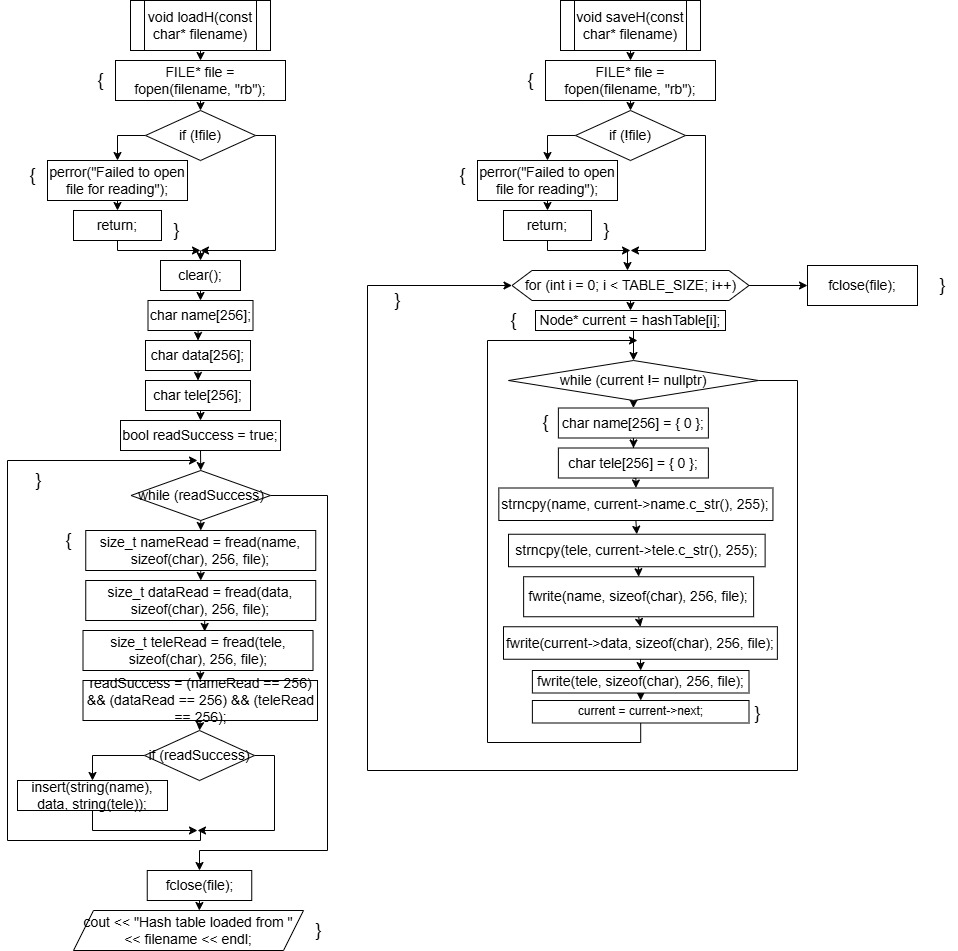 void loadH(const
char* filename)
{
FILE* file =
fopen(filename, "rb");
if (!file)
{
perror("Failed to open
file for reading");
return;
}
clear();
char name[256];
char data[256];
char tele[256];
bool readSuccess = true;
}
while (readSuccess)
{
size_t nameRead = fread(name,
sizeof(char), 256, file);
size_t dataRead = fread(data,
sizeof(char), 256, file);
size_t teleRead = fread(tele,
sizeof(char), 256, file);
readSuccess = (nameRead == 256)
&& (dataRead == 256) && (teleRead
== 256);
if (readSuccess)
insert(string(name),
data, string(tele));
fclose(file);
cout << "Hash table loaded from "
<< filename << endl;
}
void saveH(const
char* filename)
{
FILE* file =
fopen(filename, "rb");
if (!file)
{
perror("Failed to open
file for reading");
return;
}
for (int i = 0; i < TABLE_SIZE; i++)
fclose(file);
}
}
{
Node* current = hashTable[i];
while (current != nullptr)
{
char name[256] = { 0 };
char tele[256] = { 0 };
strncpy(name, current->name.c_str(), 255);
strncpy(tele, current->tele.c_str(), 255);
fwrite(name, sizeof(char), 256, file);
fwrite(current->data, sizeof(char), 256, file);
fwrite(tele, sizeof(char), 256, file);
current = current->next;
}